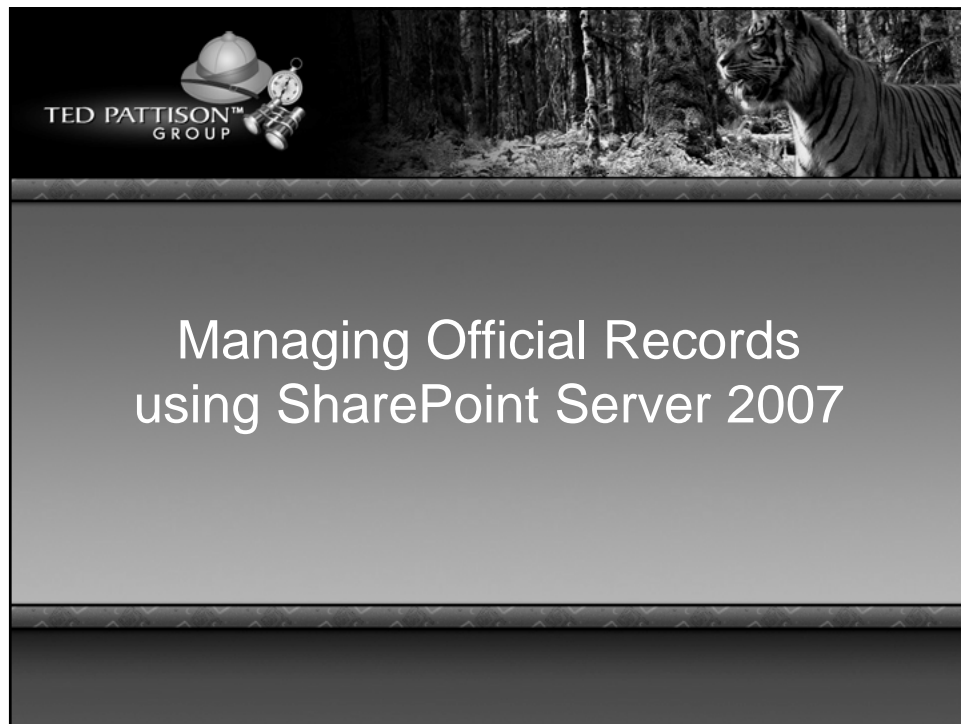 TED PATTISON™
GROUP
Managing Official Records
using SharePoint Server 2007